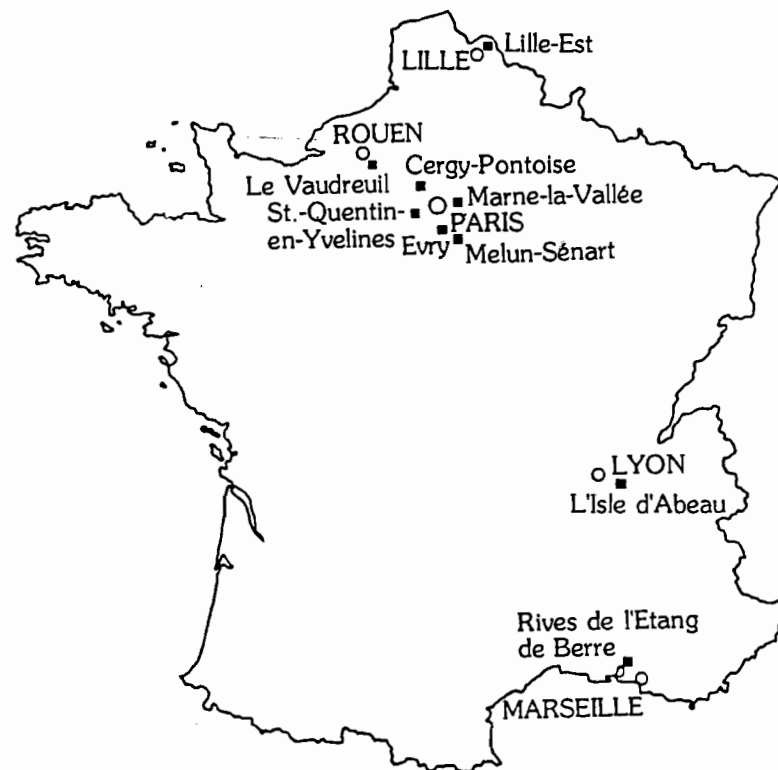 Lille-Est
LILLE
ROUEN
Cergy-Pontoise
Le Vaudreuil
Marne-la-Vallée
St.-Quentin-
en-Yvelines
PARIS
Evry
Melun-Sénart
LYON
L'Isle d'Abeau
Rives de l'Etang
de Berre
MARSEILLE